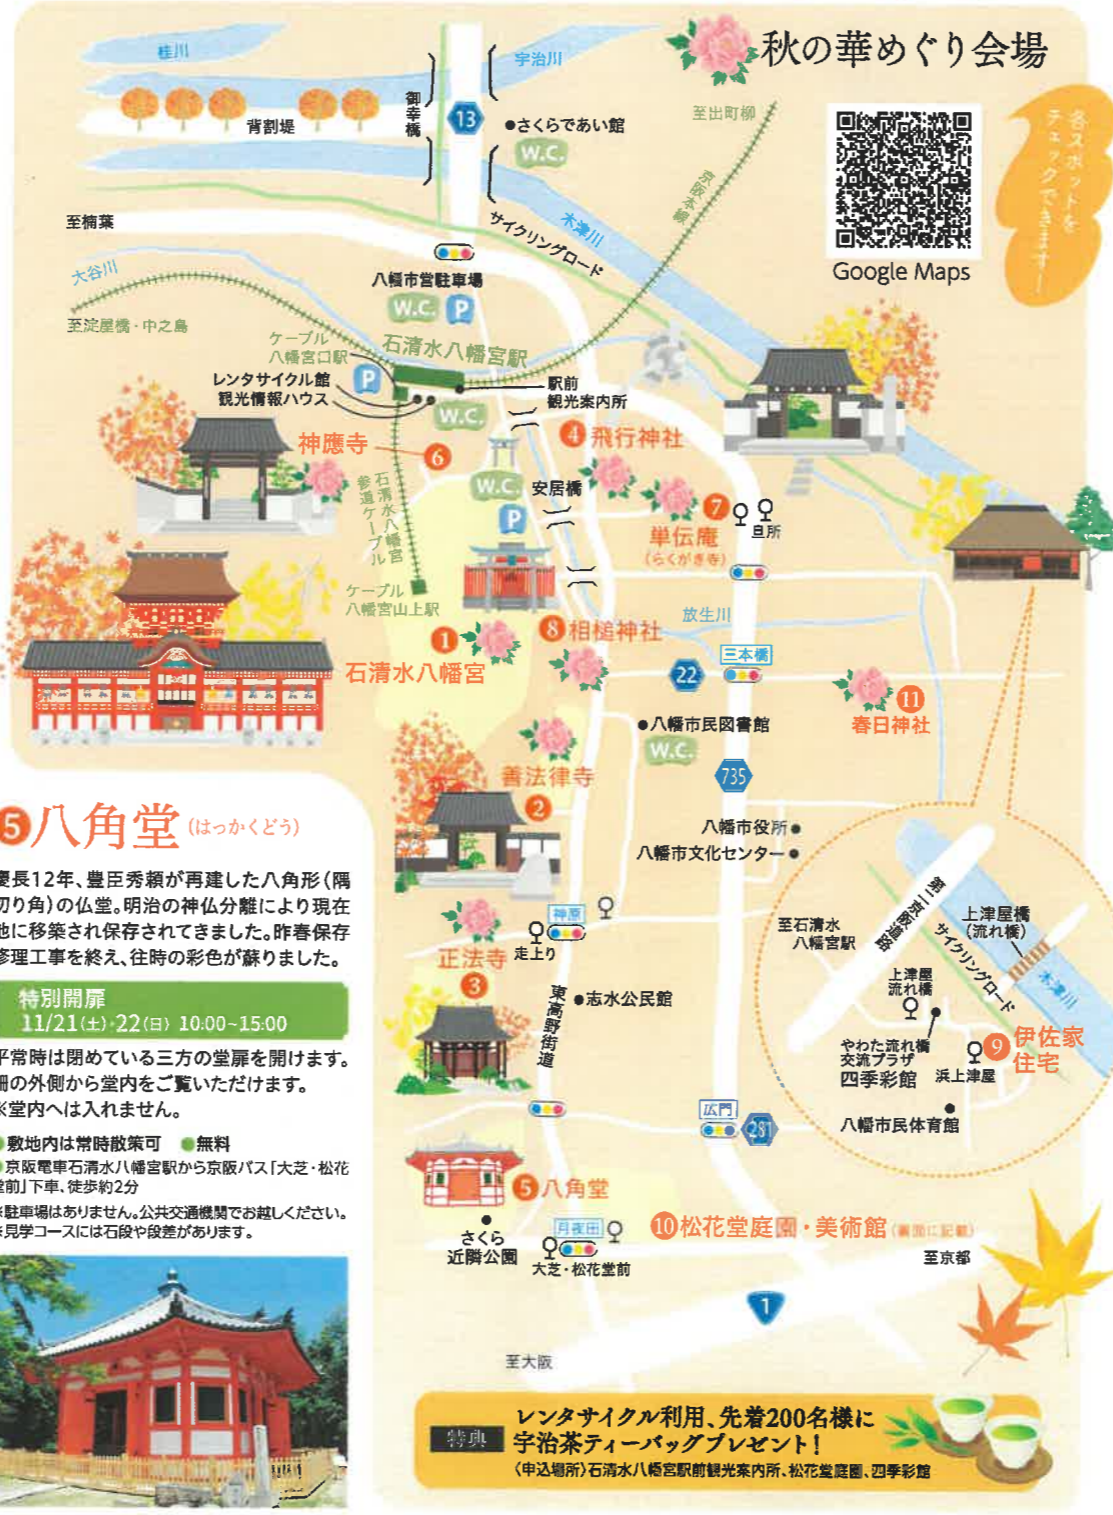 秋の華めぐり会場
各スポットを
チェックできます！
Google Maps
桂川
宇治川
背割堤
御幸橋
13
さくらであい館
W.C.
至出町柳
京阪本線
木津川
サイクリングロード
至楠葉
大谷川
至淀屋橋・中之島
八幡市営駐車場
W.C. P
ケーブル
八幡宮口駅
石清水八幡宮駅
P
レンタサイクル館
観光情報ハウス
W.C.
駅前
観光案内所
神應寺
6
4 飛行神社
石清水八幡宮
参道ケーブル
W.C.
P
安居橋
7
単伝庵
(らくがき寺)
旦所
ケーブル
八幡宮山上駅
1
石清水八幡宮
8 相槌神社
放生川
22
三本橋
11
春日神社
八幡市民図書館
W.C.
735
善法律寺
2
八幡市役所
八幡市文化センター
神原
走上り
正法寺
3
東高野街道
志水公民館
第二京阪道路
至石清水
八幡宮駅
サイクリングロード
上津屋橋
(流れ橋)
木津川
上津屋
流れ橋
やわた流れ橋
交流プラザ
四季彩館
浜上津屋
9 伊佐家
住宅
八幡市民体育館
広門
281
5 八角堂
さくら
近隣公園
月夜田
大芝・松花堂前
10 松花堂庭園・美術館(裏面に記載)
至京都
1
至大阪
5 八角堂(はっかくどう)
慶長12年、豊臣秀頼が再建した八角形(隅
切り角)の仏堂。明治の神仏分離により現在
地に移築され保存されてきました。昨春保存
修理工事を終え、往時の彩色が蘇りました。
特別開扉
11/21(土)・22(日) 10:00~15:00
平常時は閉めている三方の堂扉を開けます。
柵の外側から堂内をご覧いただけます。
※堂内へは入れません。
●敷地内は常時散策可 ●無料
●京阪電車石清水八幡宮駅から京阪バス「大芝・松花
堂前」下車、徒歩約2分
※駐車場はありません。公共交通機関でお越しください。
※見学コースには石段や段差があります。
特典
レンタサイクル利用、先着200名様に
宇治茶ティーバッグプレゼント！
〈申込場所〉石清水八幡宮駅前観光案内所、松花堂庭園、四季彩館